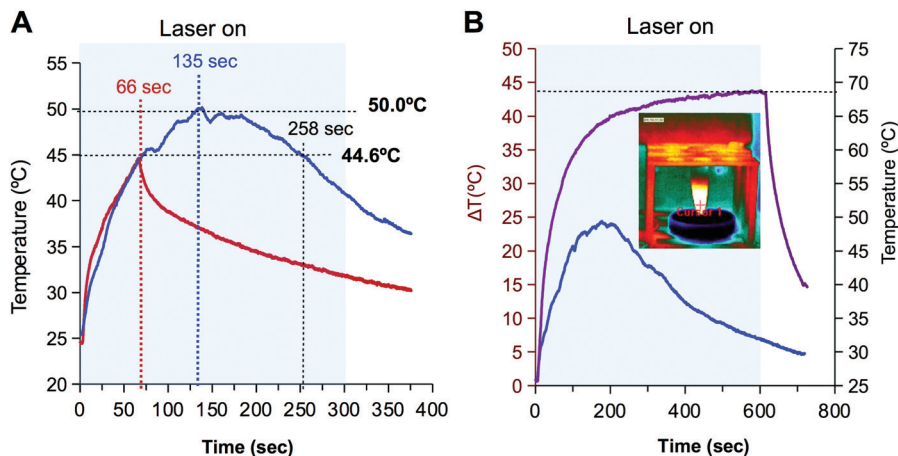 A
Laser on
66 sec
135 sec
50.0ºC
258 sec
44.6ºC
Temperature (ºC)
55
50
45
40
35
30
25
20
0
50
100
150
200
250
300
350
400
Time (sec)
B
Laser on
ΔT(ºC)
50
45
40
35
30
25
20
15
10
5
0
Cursor 1
75
70
65
60
55
50
45
40
35
30
25
Temperature (ºC)
0
200
400
600
800
Time (sec)